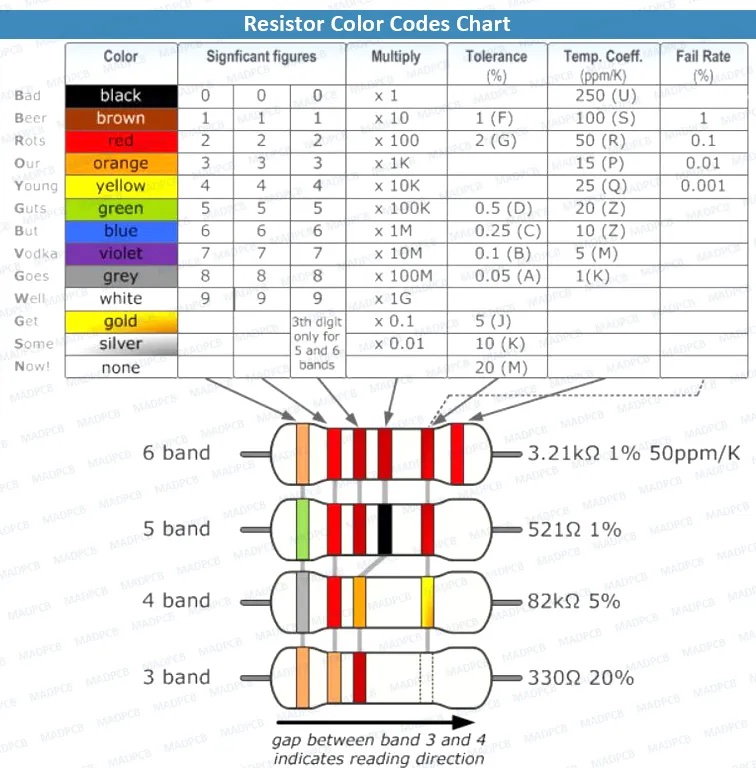 Resistor Color Codes Chart
Color Signficant figures Multiply Tolerance (%) Temp. Coeff. (ppm/K) Fail Rate (%)
Bad black 0 0 0 x 1 250 (U)
Beer brown 1 1 1 x 10 1 (F) 100 (S) 1
Rots red 2 2 2 x 100 2 (G) 50 (R) 0.1
Our orange 3 3 3 x 1K 15 (P) 0.01
Young yellow 4 4 4 x 10K 25 (Q) 0.001
Guts green 5 5 5 x 100K 0.5 (D) 20 (Z)
But blue 6 6 6 x 1M 0.25 (C) 10 (Z)
Vodka violet 7 7 7 x 10M 0.1 (B) 5 (M)
Goes grey 8 8 8 x 100M 0.05 (A) 1(K)
Well white 9 9 9 x 1G
Get gold x 0.1 5 (J)
Some silver x 0.01 10 (K)
Now! none 20 (M)
3th digit
only for
5 and 6
bands
6 band 3.21kΩ 1% 50ppm/K
5 band 521Ω 1%
4 band 82kΩ 5%
3 band 330Ω 20%
gap between band 3 and 4
indicates reading direction
MADPCB